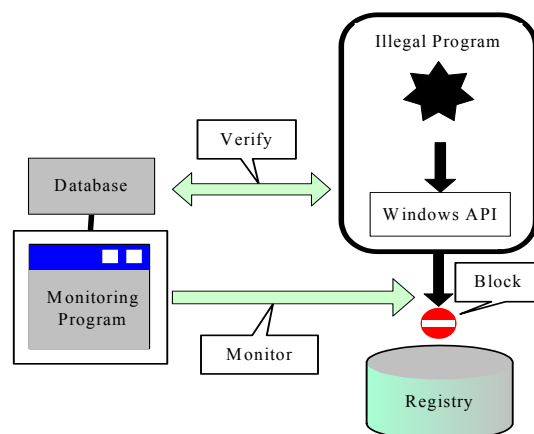 Illegal Program
Verify
Database
Windows API
Monitoring
Program
Block
Monitor
Registry